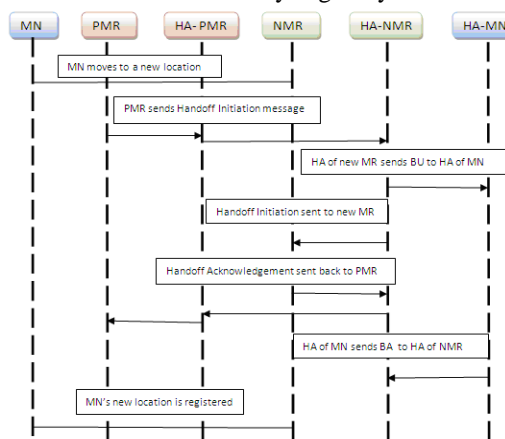 MN PMR HA- PMR NMR HA-NMR HA-MN
MN moves to a new location
PMR sends Handoff Initiation message
HA of new MR sends BU to HA of MN
Handoff Initiation sent to new MR
Handoff Acknowledgement sent back to PMR
HA of MN sends BA to HA of NMR
MN's new location is registered